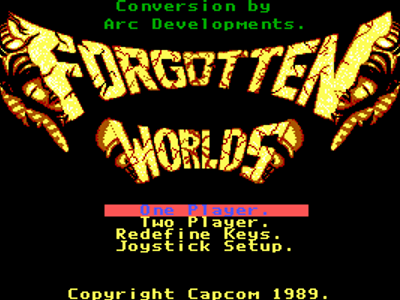 Conversion by
Arc Developments.
FORGOTTEN
WORLDS
One Player.
Two Player.
Redefine Keys.
Joystick Setup.
Copyright Capcom 1989.